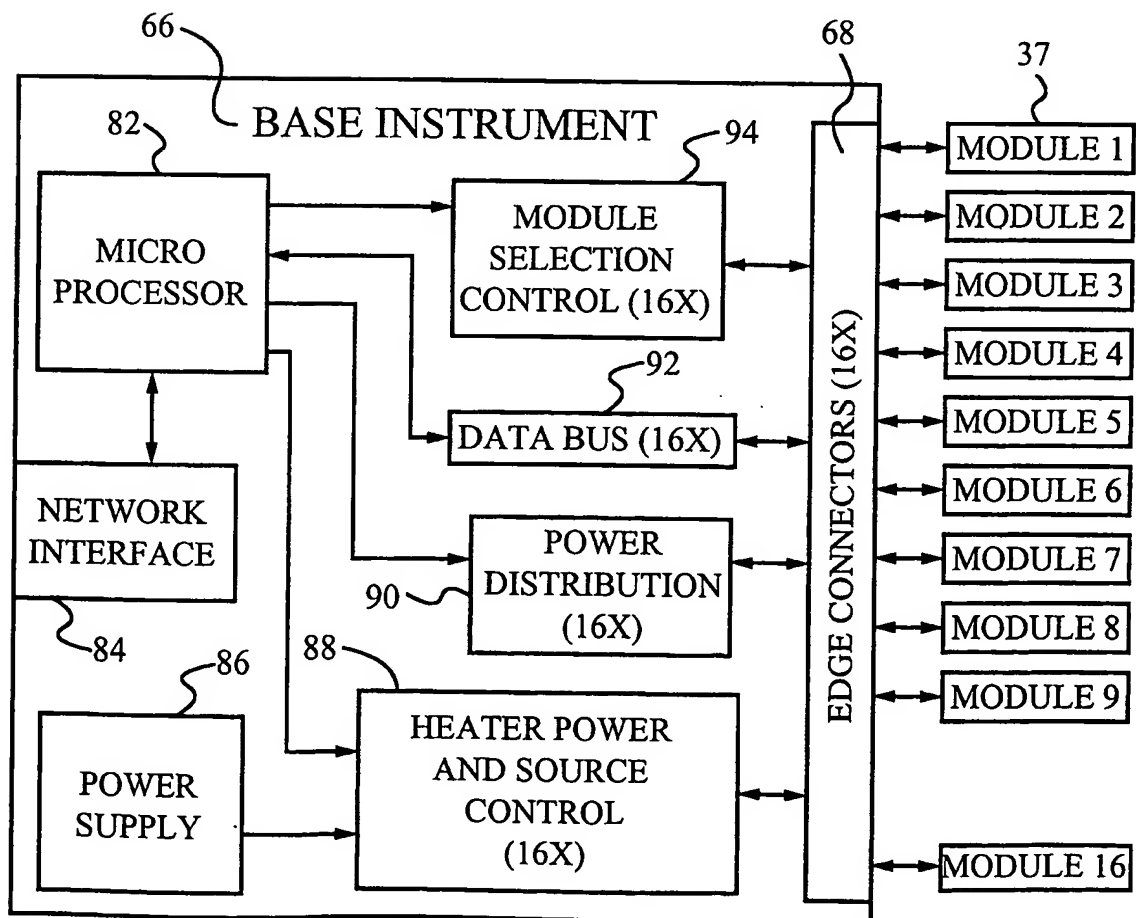 66
68
37
BASE INSTRUMENT
82
94
MICRO
PROCESSOR
MODULE
SELECTION
CONTROL (16X)
92
DATA BUS (16X)
NETWORK
INTERFACE
84
POWER
DISTRIBUTION
(16X)
90
86
88
POWER
SUPPLY
HEATER POWER
AND SOURCE
CONTROL
(16X)
EDGE CONNECTORS (16X)
MODULE 1
MODULE 2
MODULE 3
MODULE 4
MODULE 5
MODULE 6
MODULE 7
MODULE 8
MODULE 9
MODULE 16